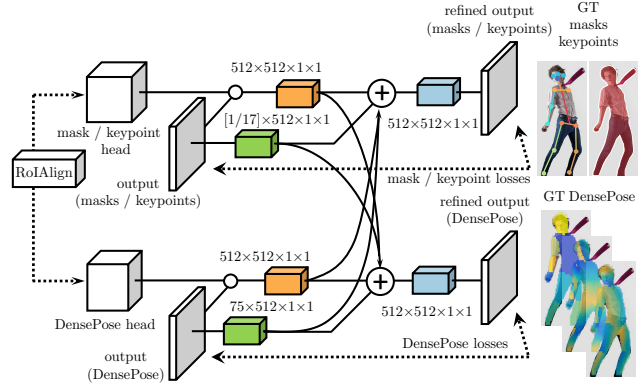 refined output
(masks / keypoints)
GT
masks
keypoints
512×512×1×1
[1/17]×512×1×1
512×512×1×1
mask / keypoint
head
RoIAlign
output
(masks / keypoints)
mask / keypoint losses
refined output
(DensePose)
GT DensePose
512×512×1×1
75×512×1×1
512×512×1×1
DensePose head
output
(DensePose)
DensePose losses